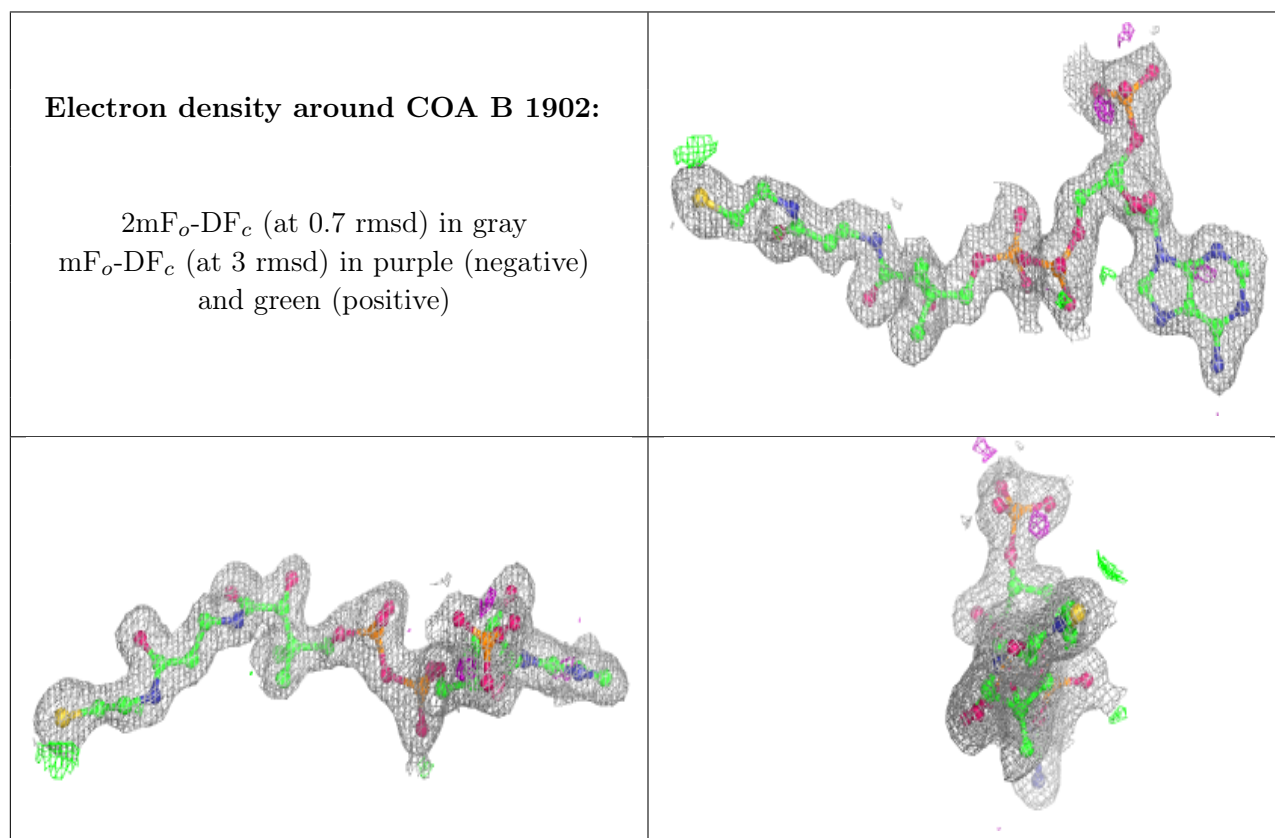 Electron density around COA B 1902:
2mFo-DFc (at 0.7 rmsd) in gray
mFo-DFc (at 3 rmsd) in purple (negative)
and green (positive)